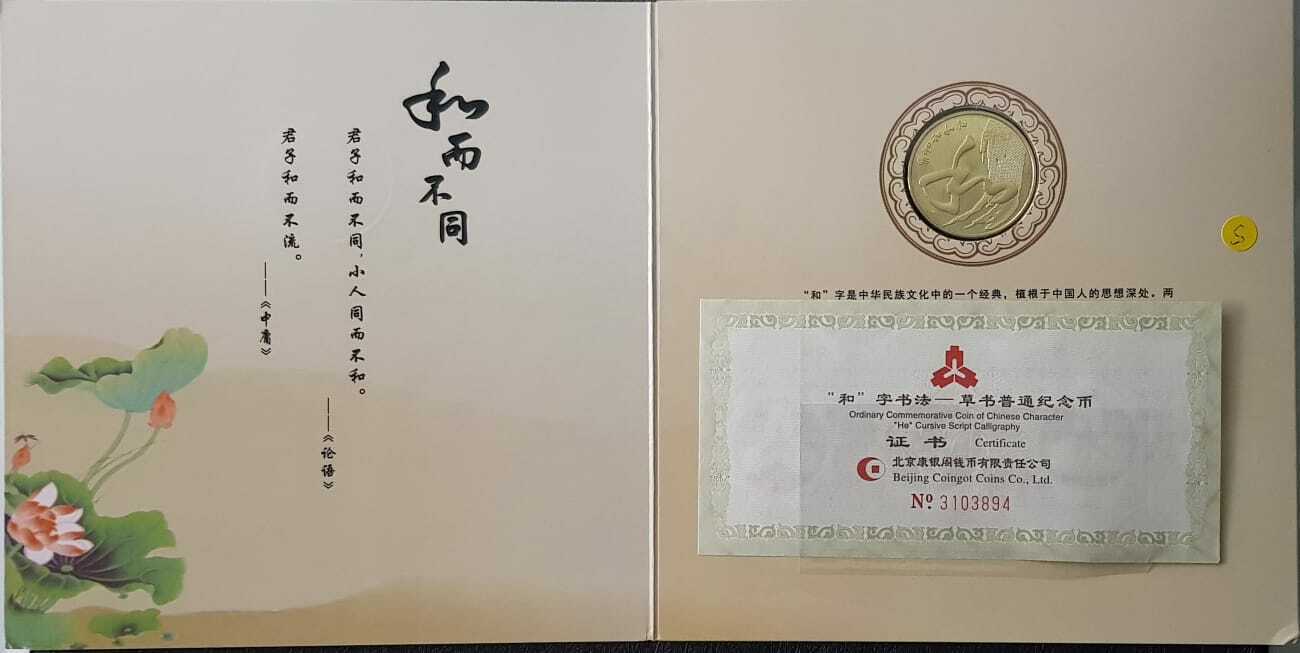 和而不同
君子和而不同，小人同而不和。
——《论语》
君子和而不流。
——《中庸》
“和”字是中华民族文化中的一个经典，植根于中国人的思想深处。两
“和”字书法—草书普通纪念币
Ordinary Commemorative Coin of Chinese Character
"He" Cursive Script Calligraphy
证书 Certificate
北京康银阁钱币有限责任公司
Beijing Coingot Coins Co., Ltd.
Nº 3103894
5